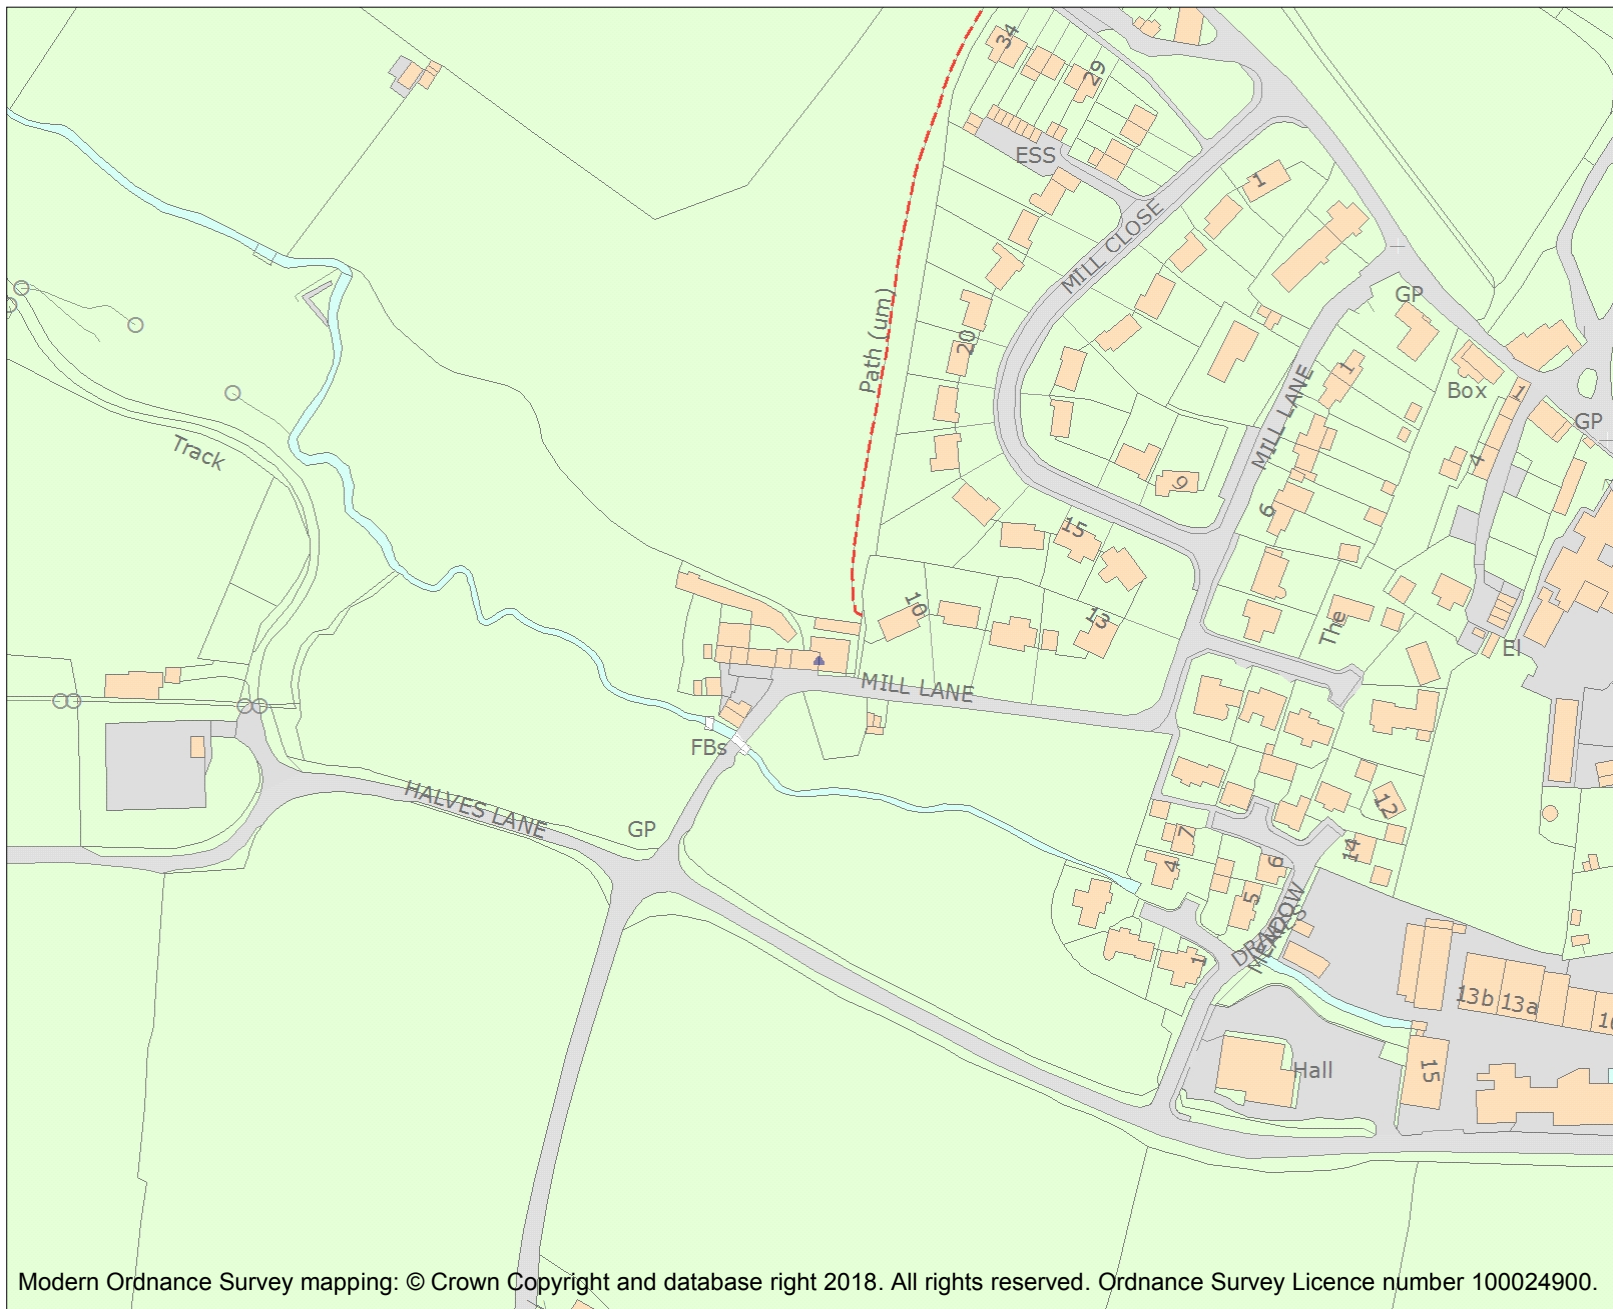 34
29
ESS
1
MILL CLOSE
GP
Path (um)
20
1
Box
1
GP
MILL LANE
Track
4
9
6
15
10
13
The
El
MILL LANE
FBs
HALVES LANE
GP
12
7
14
4
6
5
DRAKES
MEADOW
1
13b
13a
Hall
15
Modern Ordnance Survey mapping: © Crown Copyright and database right 2018. All rights reserved. Ordnance Survey Licence number 100024900.